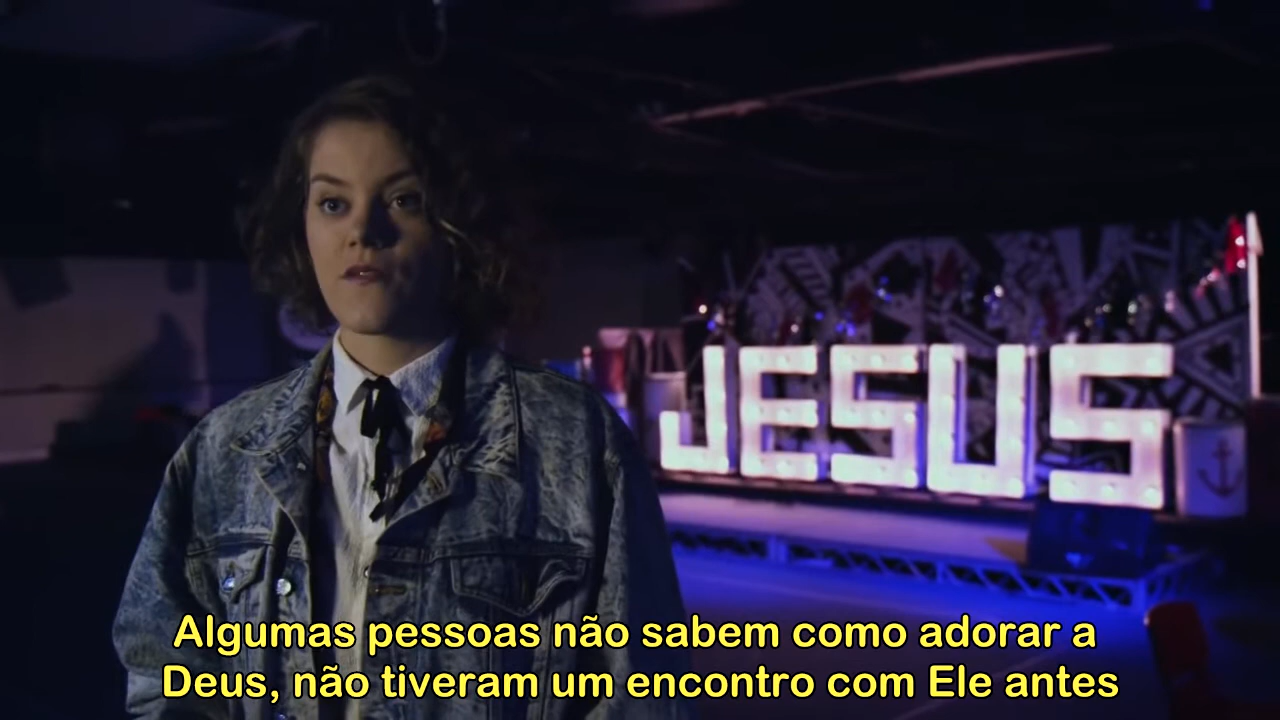 JESUS
Algumas pessoas não sabem como adorar a
Deus, não tiveram um encontro com Ele antes